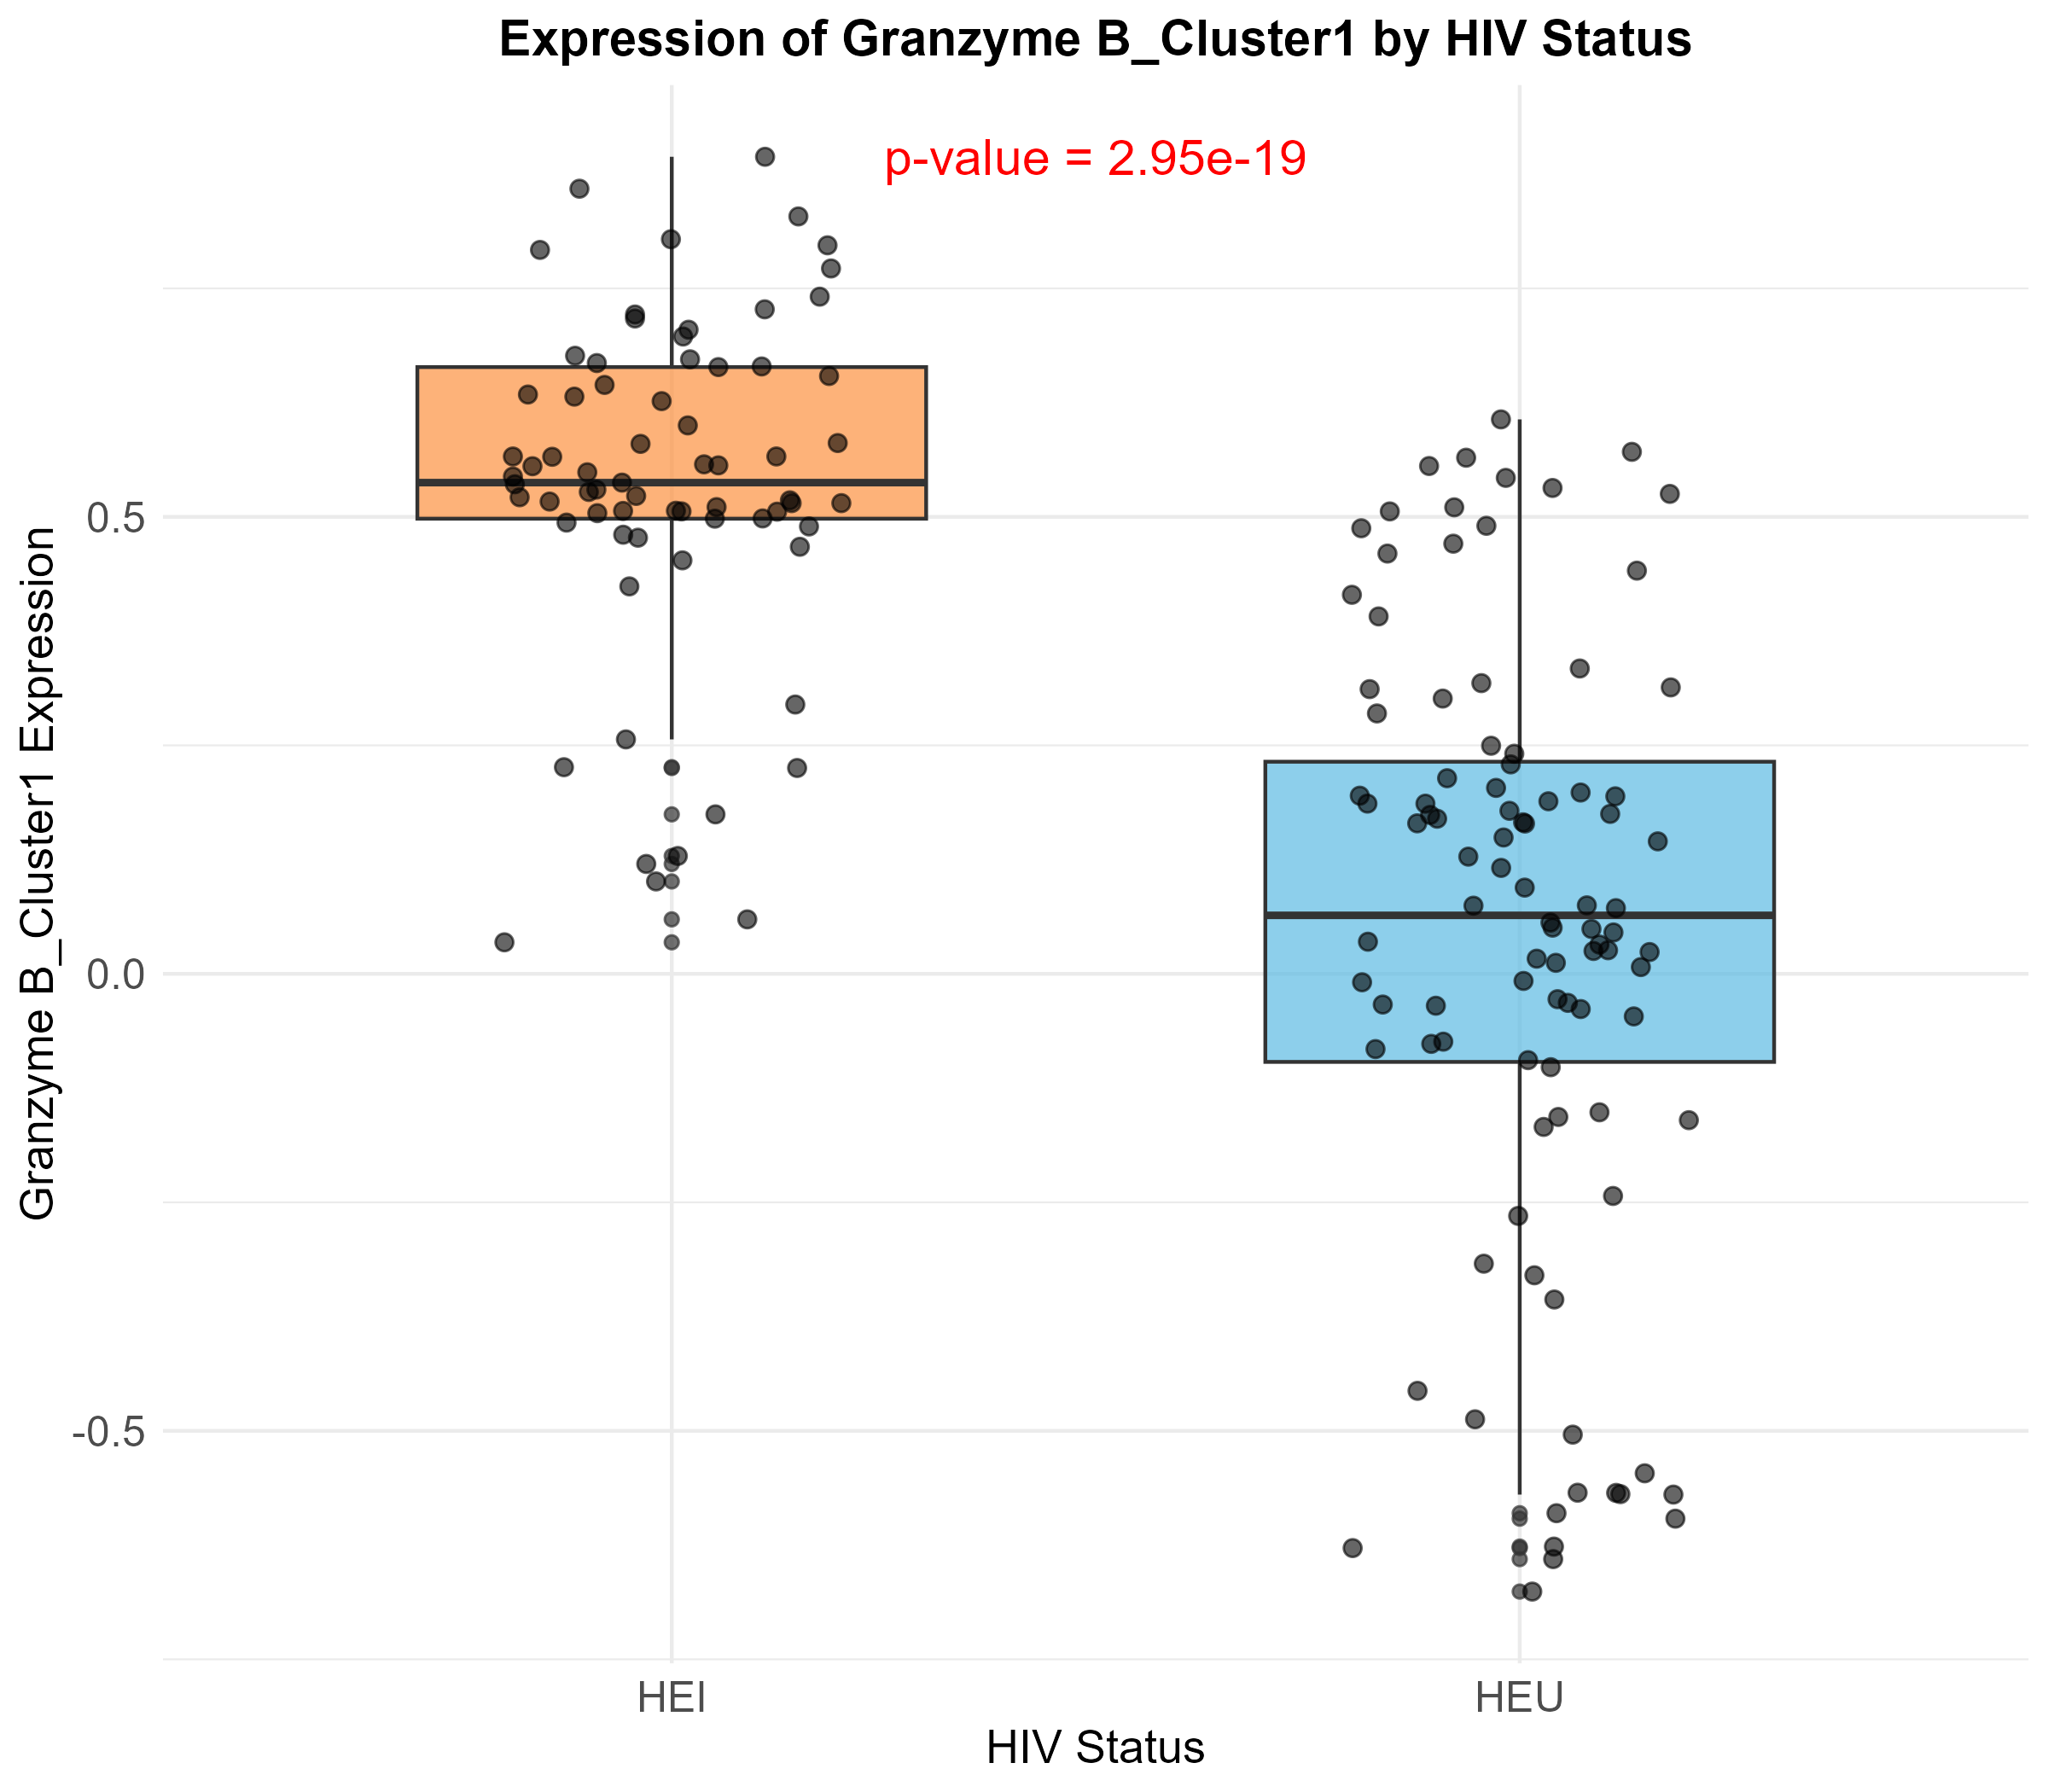 Expression of Granzyme B_Cluster1 by HIV Status
p-value = 2.95e-19
Granzyme B_Cluster1 Expression
0.5
0.0
-0.5
HEI
HEU
HIV Status